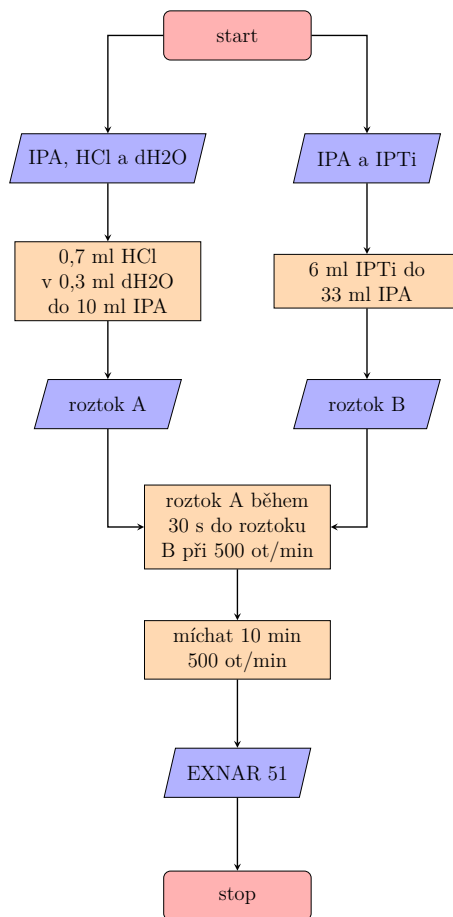 start
IPA, HCl a dH2O
IPA a IPTi
0,7 ml HCl
v 0,3 ml dH2O
do 10 ml IPA
6 ml IPTi do
33 ml IPA
roztok A
roztok B
roztok A během
30 s do roztoku
B při 500 ot/min
míchat 10 min
500 ot/min
EXNAR 51
stop